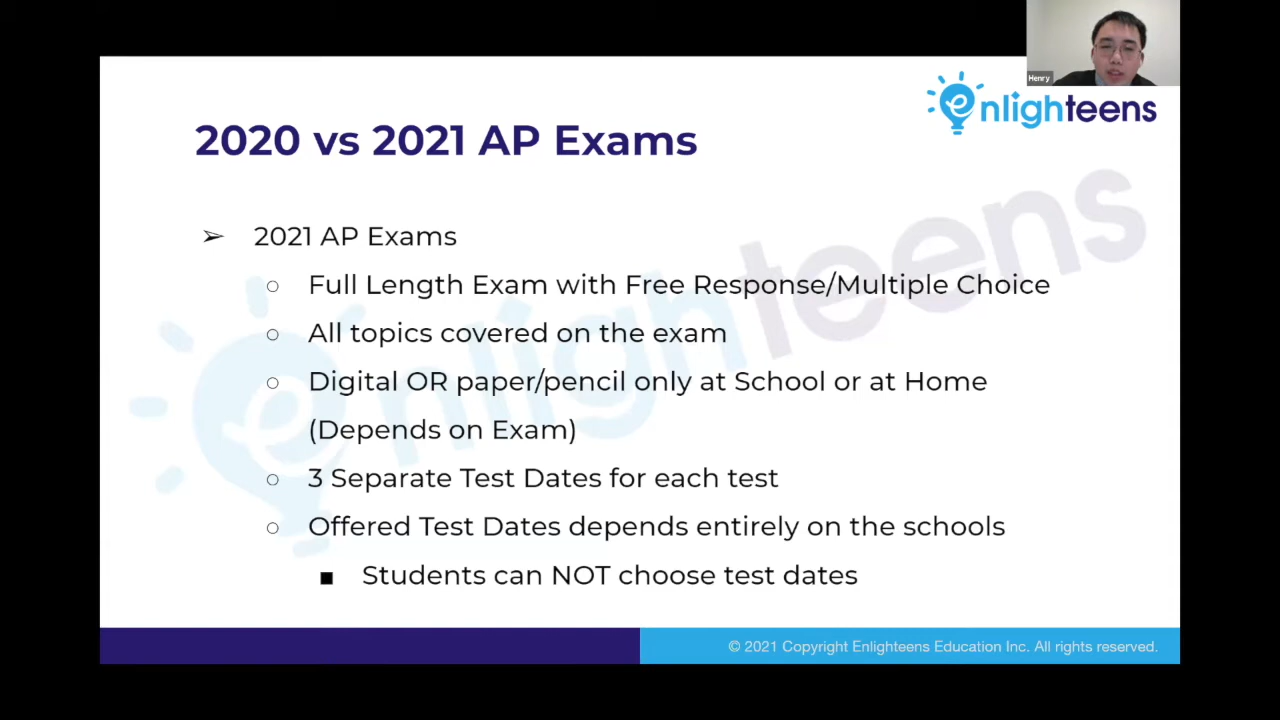 Henry
enlighteens
2020 vs 2021 AP Exams
➢ 2021 AP Exams
○ Full Length Exam with Free Response/Multiple Choice
○ All topics covered on the exam
○ Digital OR paper/pencil only at School or at Home
(Depends on Exam)
○ 3 Separate Test Dates for each test
○ Offered Test Dates depends entirely on the schools
■ Students can NOT choose test dates
enlighteens
© 2021 Copyright Enlighteens Education Inc. All rights reserved.